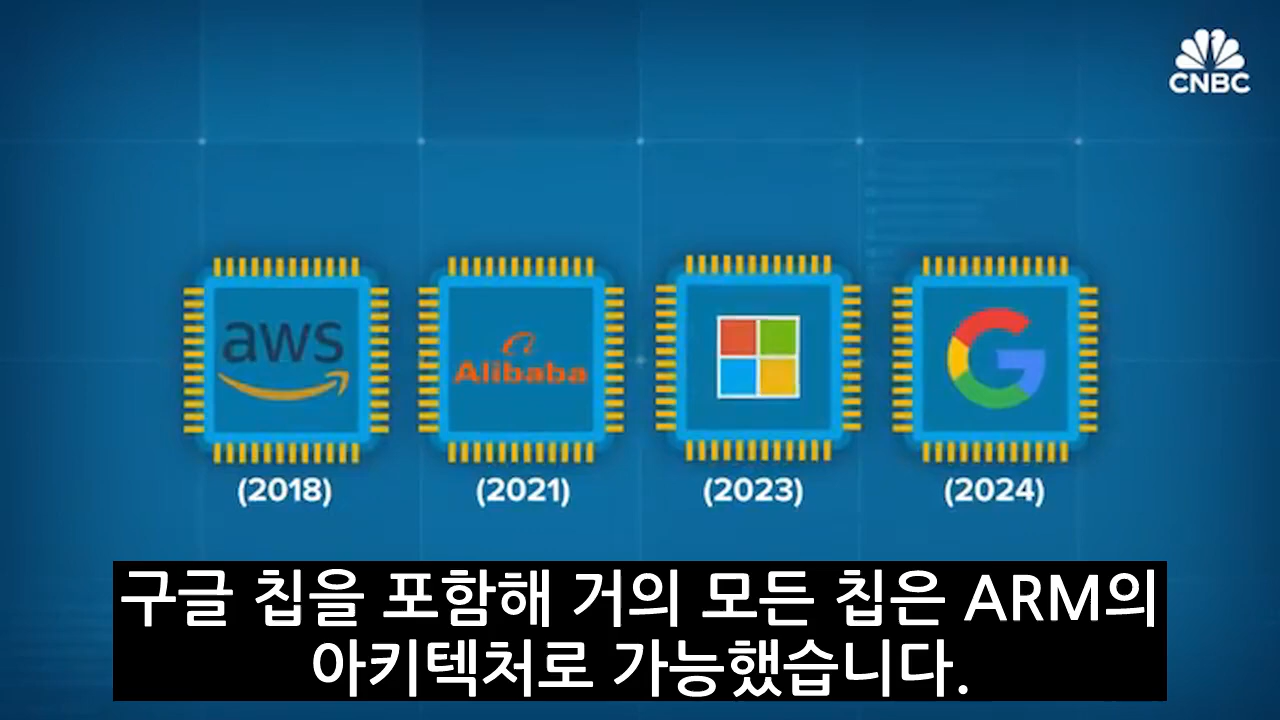 CNBC
aws
Alibaba
(2018)
(2021)
(2023)
(2024)
구글 칩을 포함해 거의 모든 칩은 ARM의
아키텍처로 가능했습니다.